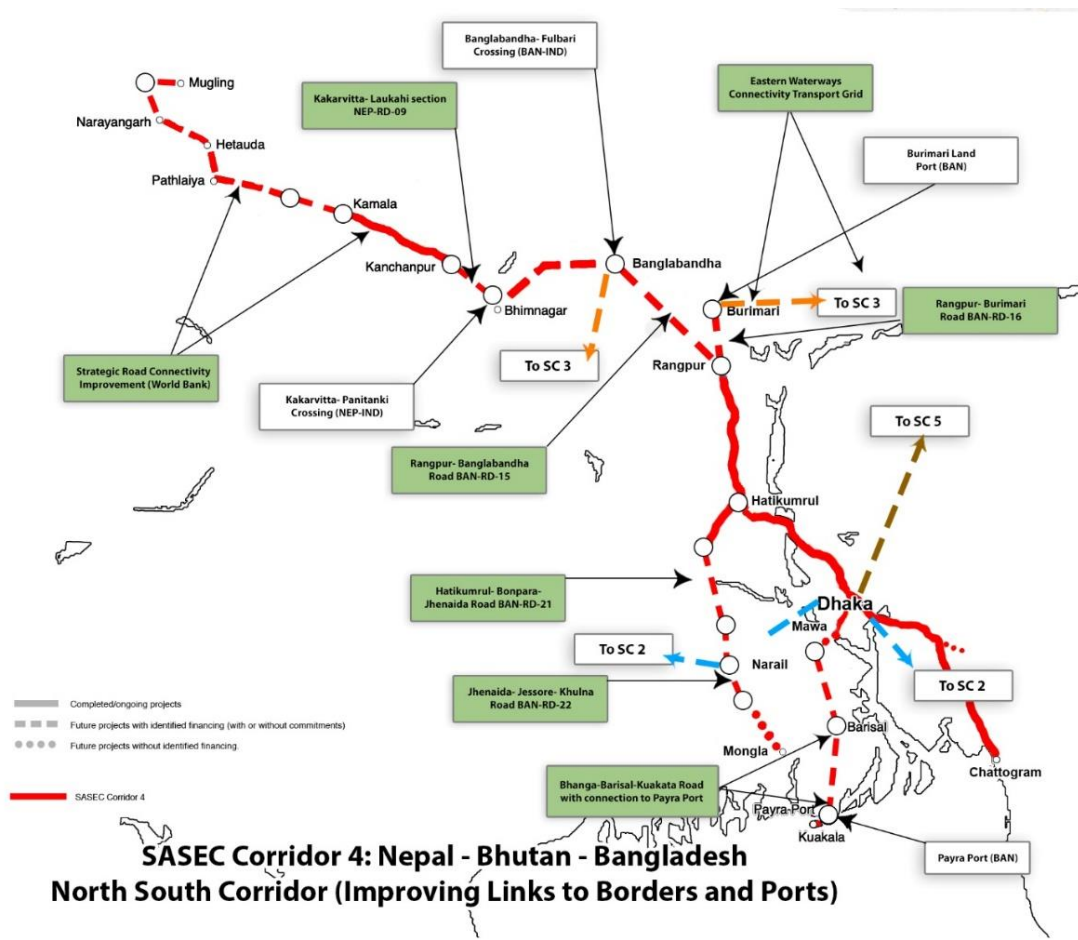 Banglabandha- Fulbari
Crossing (BAN-IND)
Eastern Waterways
Connectivity Transport Grid
Mugling
Kakarvitta- Laukahi section
NEP-RD-09
Narayangarh
Burimari Land
Port (BAN)
Hetauda
Pathlaiya
Kamala
Kanchanpur
Banglabandha
Bhimnagar
Burimari
To SC 3
Rangpur- Burimari
Road BAN-RD-16
Strategic Road Connectivity
Improvement (World Bank)
To SC 3
Rangpur
Kakarvitta- Panitanki
Crossing (NEP-IND)
To SC 5
Rangpur- Banglabandha
Road BAN-RD-15
Hatikumrul
Hatikumrul- Bonpara-
Jhenaida Road BAN-RD-21
Dhaka
Mawa
To SC 2
Narail
To SC 2
Jhenaida- Jessore- Khulna
Road BAN-RD-22
Completed/ongoing projects
Future projects with identified financing (with or without commitments)
Future projects without identified financing.
Barisal
Mongla
Chattogram
SASEC Corridor 4
Bhanga-Barisal-Kuakata Road
with connection to Payra Port
Payra-Port
Kuakala
Payra Port (BAN)
SASEC Corridor 4: Nepal - Bhutan - Bangladesh
North South Corridor (Improving Links to Borders and Ports)